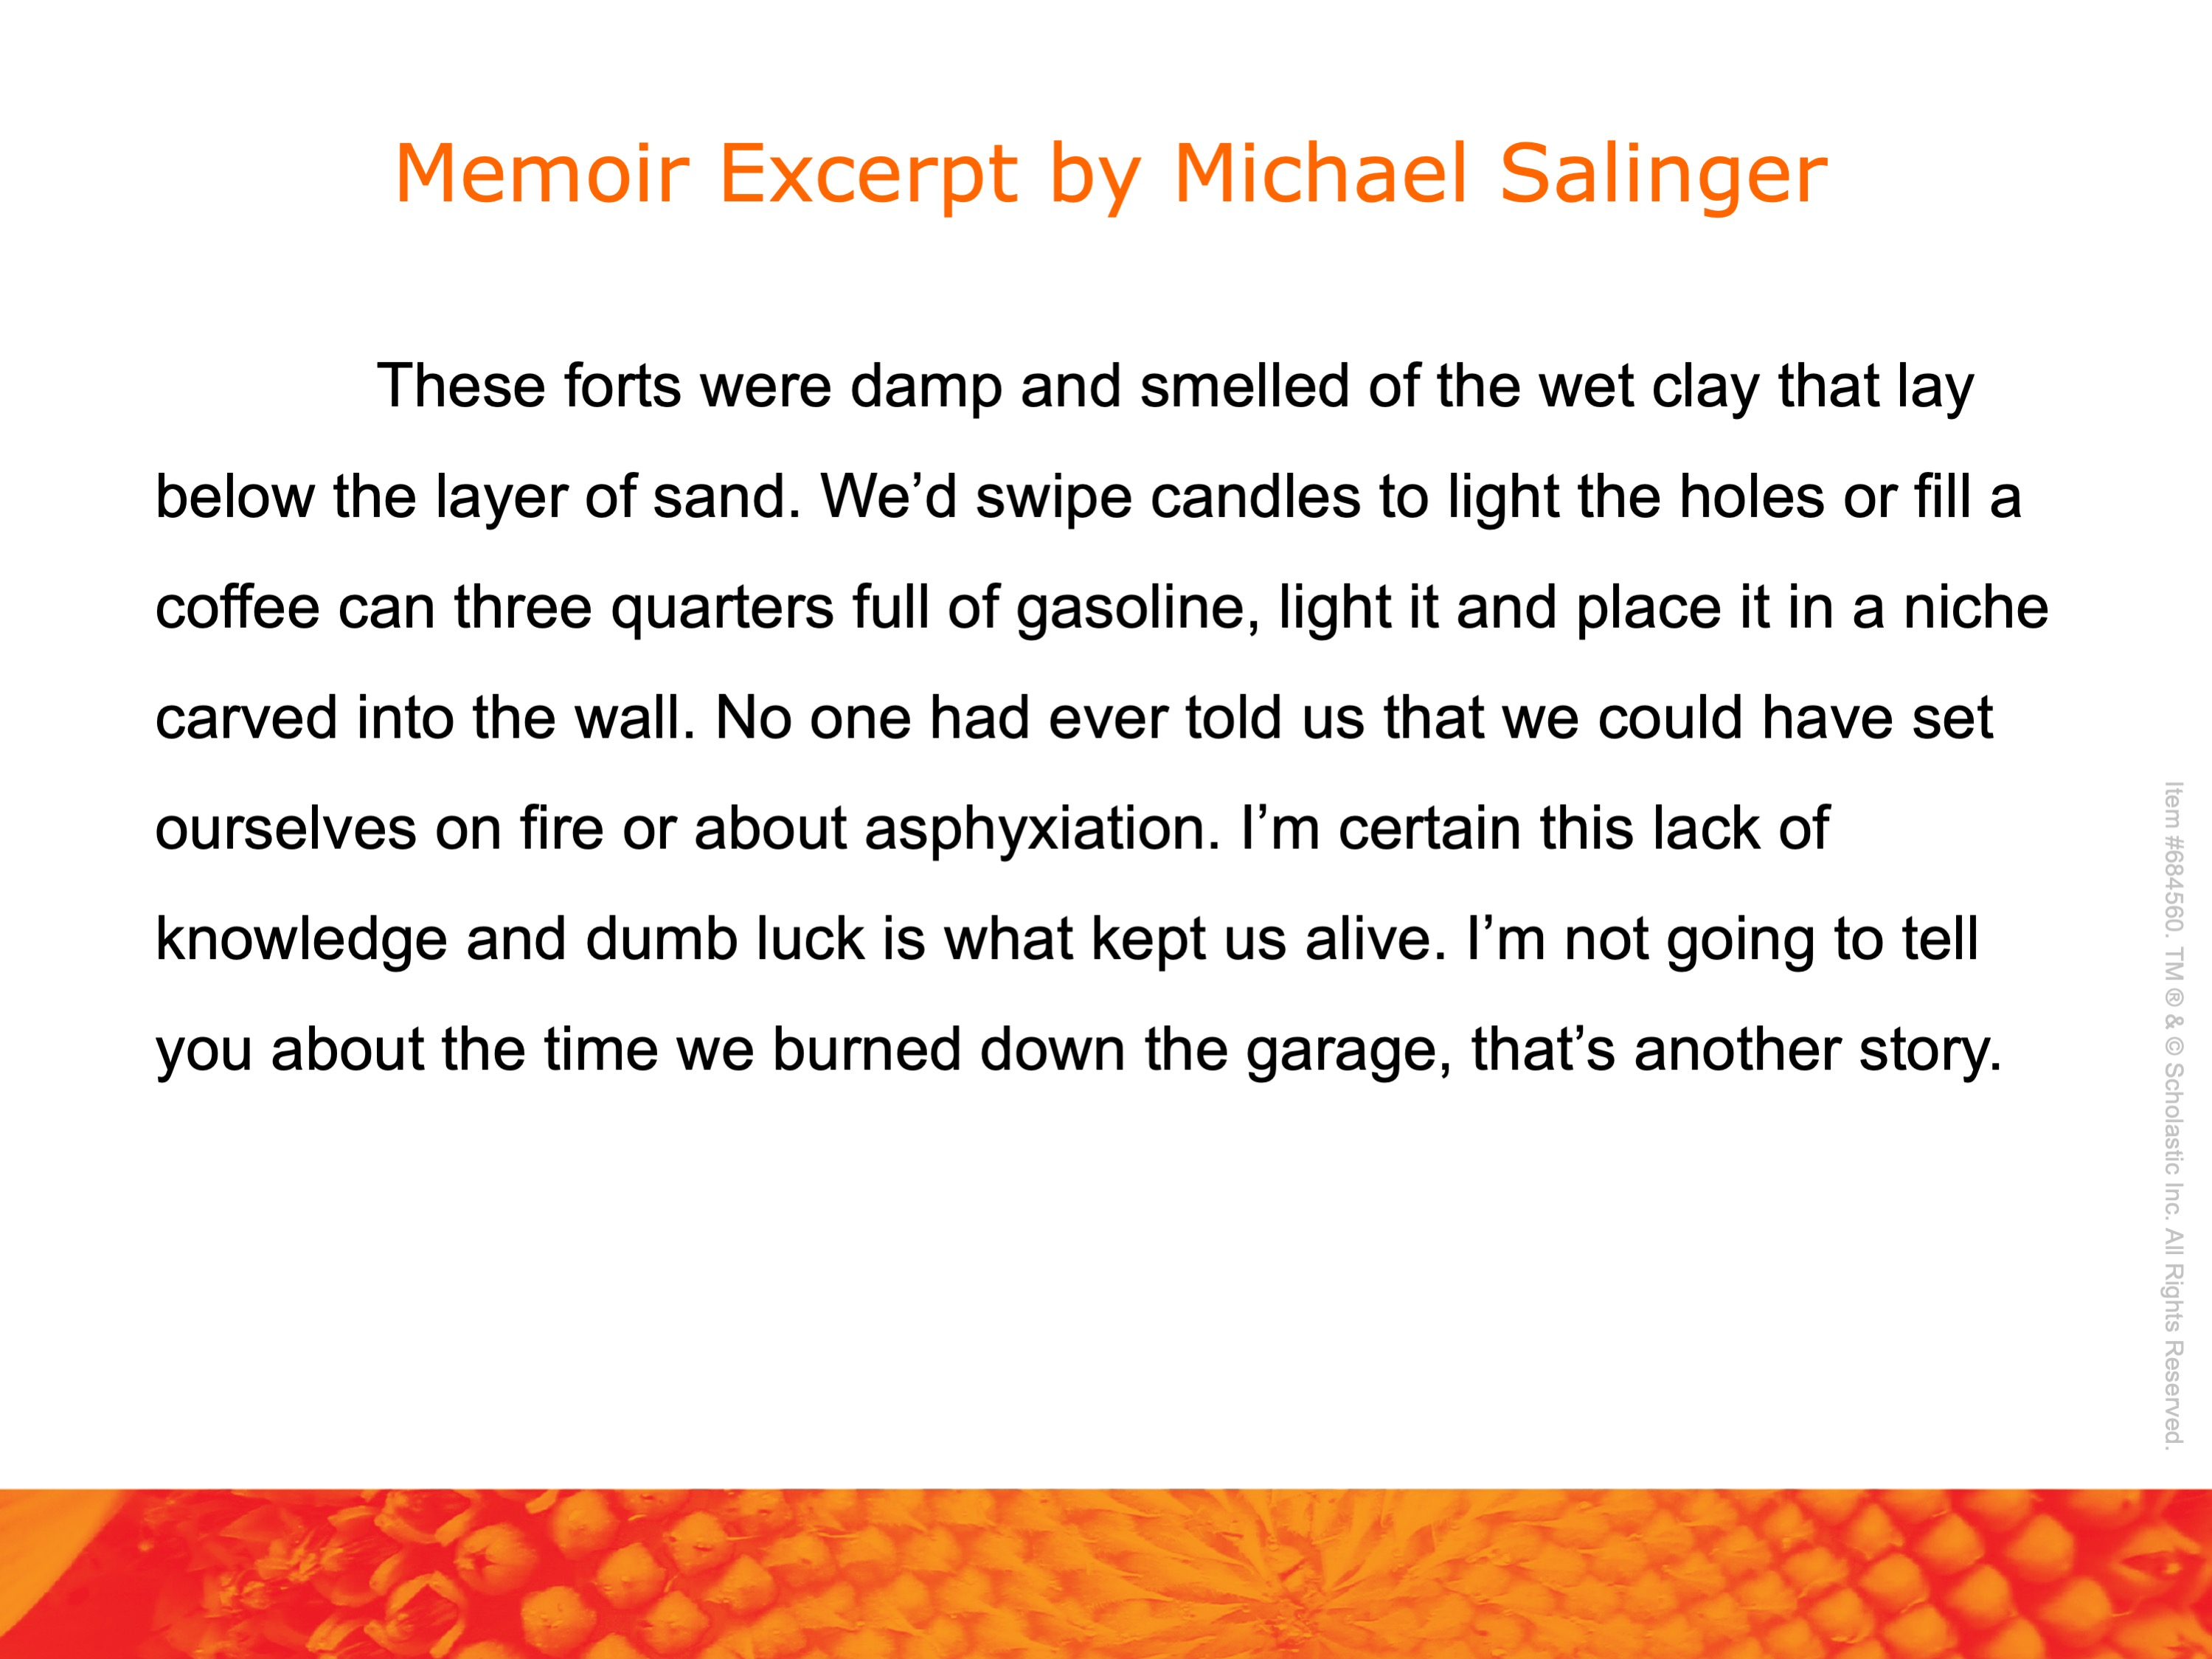 Memoir Excerpt by Michael Salinger
These forts were damp and smelled of the wet clay that lay
below the layer of sand. We’d swipe candles to light the holes or fill a
coffee can three quarters full of gasoline, light it and place it in a niche
carved into the wall. No one had ever told us that we could have set
ourselves on fire or about asphyxiation. I’m certain this lack of
knowledge and dumb luck is what kept us alive. I’m not going to tell
you about the time we burned down the garage, that’s another story.
Item #684560. TM ® & © Scholastic Inc. All Rights Reserved.